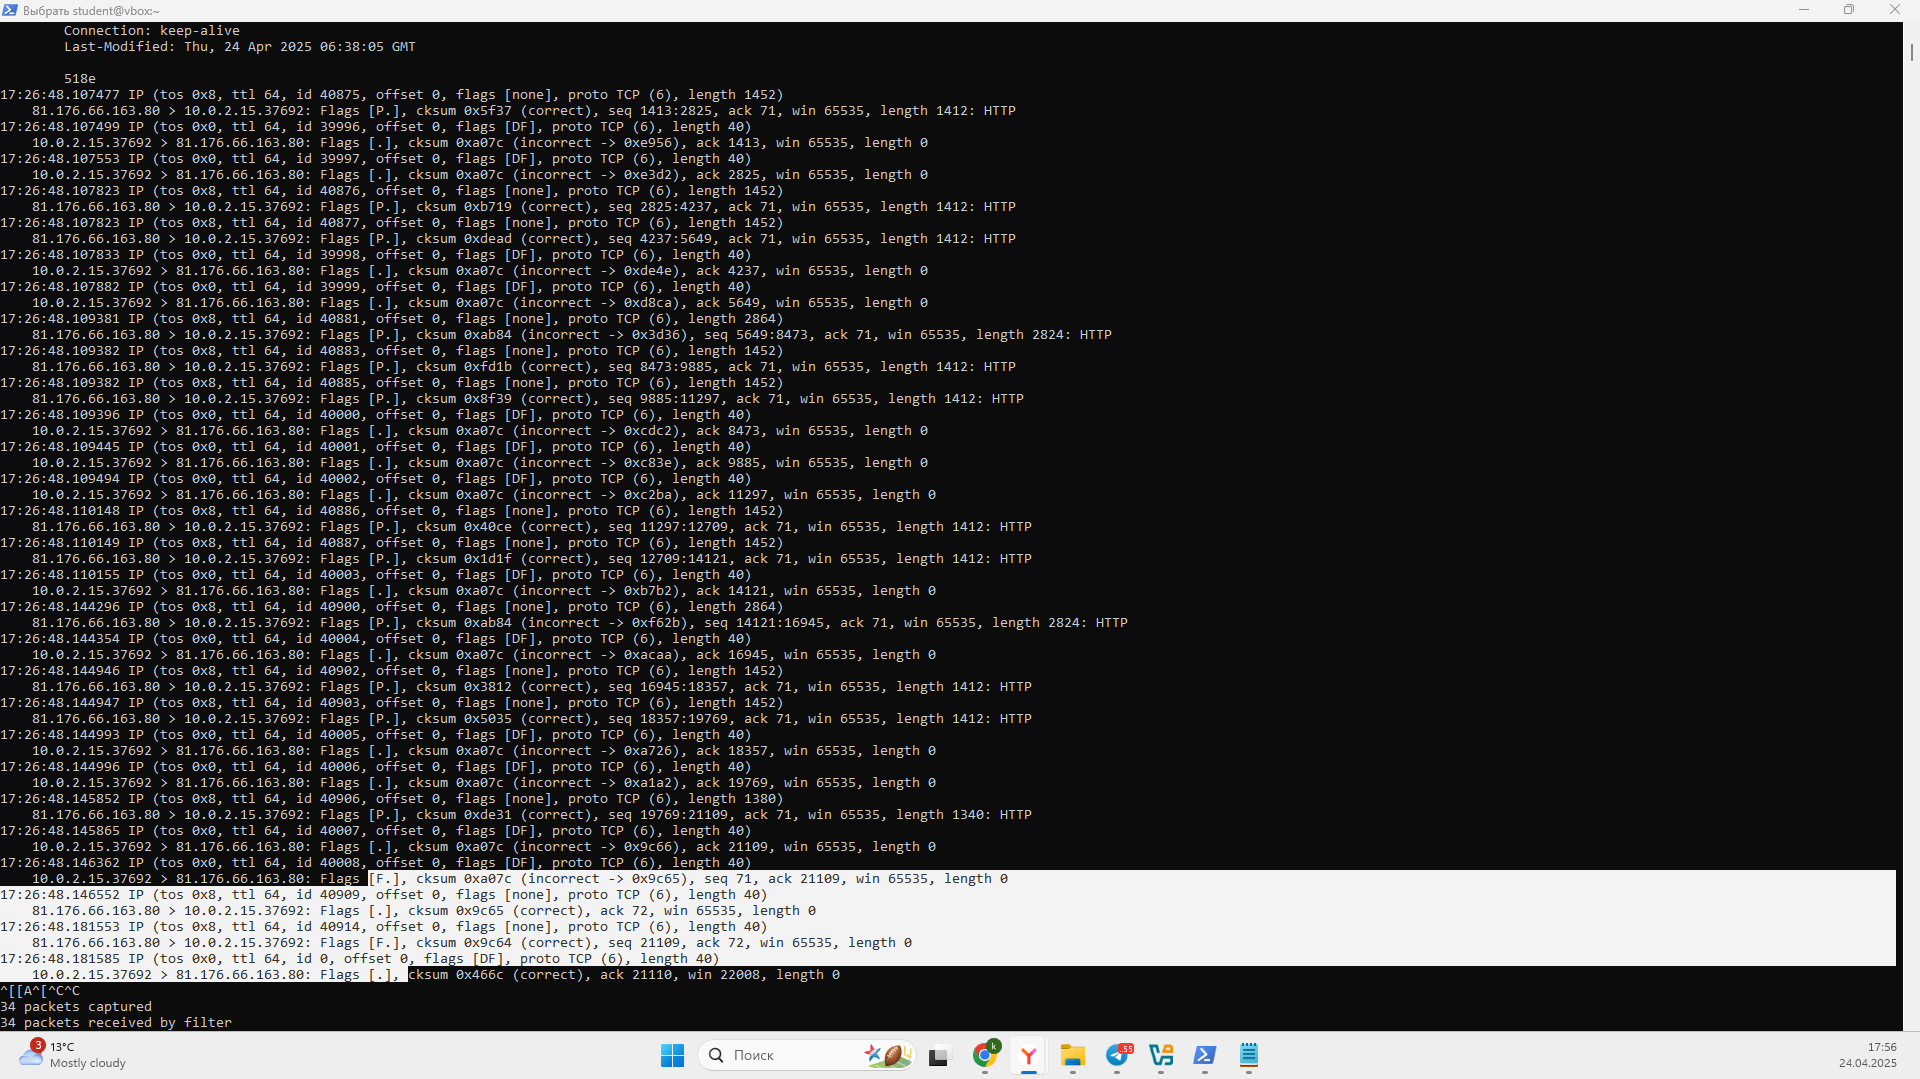 Выбрать student@vbox:~
Connection: keep-alive
Last-Modified: Thu, 24 Apr 2025 06:38:05 GMT
518e
17:26:48.107477 IP (tos 0x8, ttl 64, id 40875, offset 0, flags [none], proto TCP (6), length 1452)
81.176.66.163.80 > 10.0.2.15.37692: Flags [P.], cksum 0x5f37 (correct), seq 1413:2825, ack 71, win 65535, length 1412: HTTP
17:26:48.107499 IP (tos 0x0, ttl 64, id 39996, offset 0, flags [DF], proto TCP (6), length 40)
10.0.2.15.37692 > 81.176.66.163.80: Flags [.], cksum 0xa07c (incorrect -> 0xe956), ack 1413, win 65535, length 0
17:26:48.107553 IP (tos 0x0, ttl 64, id 39997, offset 0, flags [DF], proto TCP (6), length 40)
10.0.2.15.37692 > 81.176.66.163.80: Flags [.], cksum 0xa07c (incorrect -> 0xe3d2), ack 2825, win 65535, length 0
17:26:48.107823 IP (tos 0x8, ttl 64, id 40876, offset 0, flags [none], proto TCP (6), length 1452)
81.176.66.163.80 > 10.0.2.15.37692: Flags [P.], cksum 0xb719 (correct), seq 2825:4237, ack 71, win 65535, length 1412: HTTP
17:26:48.107823 IP (tos 0x8, ttl 64, id 40877, offset 0, flags [none], proto TCP (6), length 1452)
81.176.66.163.80 > 10.0.2.15.37692: Flags [P.], cksum 0xdead (correct), seq 4237:5649, ack 71, win 65535, length 1412: HTTP
17:26:48.107833 IP (tos 0x0, ttl 64, id 39998, offset 0, flags [DF], proto TCP (6), length 40)
10.0.2.15.37692 > 81.176.66.163.80: Flags [.], cksum 0xa07c (incorrect -> 0xde4e), ack 4237, win 65535, length 0
17:26:48.107882 IP (tos 0x0, ttl 64, id 39999, offset 0, flags [DF], proto TCP (6), length 40)
10.0.2.15.37692 > 81.176.66.163.80: Flags [.], cksum 0xa07c (incorrect -> 0xd8ca), ack 5649, win 65535, length 0
17:26:48.109381 IP (tos 0x8, ttl 64, id 40881, offset 0, flags [none], proto TCP (6), length 2864)
81.176.66.163.80 > 10.0.2.15.37692: Flags [P.], cksum 0xab84 (incorrect -> 0x3d36), seq 5649:8473, ack 71, win 65535, length 2824: HTTP
17:26:48.109382 IP (tos 0x8, ttl 64, id 40883, offset 0, flags [none], proto TCP (6), length 1452)
81.176.66.163.80 > 10.0.2.15.37692: Flags [P.], cksum 0xfd1b (correct), seq 8473:9885, ack 71, win 65535, length 1412: HTTP
17:26:48.109382 IP (tos 0x8, ttl 64, id 40885, offset 0, flags [none], proto TCP (6), length 1452)
81.176.66.163.80 > 10.0.2.15.37692: Flags [P.], cksum 0x8f39 (correct), seq 9885:11297, ack 71, win 65535, length 1412: HTTP
17:26:48.109396 IP (tos 0x0, ttl 64, id 40000, offset 0, flags [DF], proto TCP (6), length 40)
10.0.2.15.37692 > 81.176.66.163.80: Flags [.], cksum 0xa07c (incorrect -> 0xcdc2), ack 8473, win 65535, length 0
17:26:48.109445 IP (tos 0x0, ttl 64, id 40001, offset 0, flags [DF], proto TCP (6), length 40)
10.0.2.15.37692 > 81.176.66.163.80: Flags [.], cksum 0xa07c (incorrect -> 0xc83e), ack 9885, win 65535, length 0
17:26:48.109494 IP (tos 0x0, ttl 64, id 40002, offset 0, flags [DF], proto TCP (6), length 40)
10.0.2.15.37692 > 81.176.66.163.80: Flags [.], cksum 0xa07c (incorrect -> 0xc2ba), ack 11297, win 65535, length 0
17:26:48.110148 IP (tos 0x8, ttl 64, id 40886, offset 0, flags [none], proto TCP (6), length 1452)
81.176.66.163.80 > 10.0.2.15.37692: Flags [P.], cksum 0x40ce (correct), seq 11297:12709, ack 71, win 65535, length 1412: HTTP
17:26:48.110149 IP (tos 0x8, ttl 64, id 40887, offset 0, flags [none], proto TCP (6), length 1452)
81.176.66.163.80 > 10.0.2.15.37692: Flags [P.], cksum 0x1d1f (correct), seq 12709:14121, ack 71, win 65535, length 1412: HTTP
17:26:48.110155 IP (tos 0x0, ttl 64, id 40003, offset 0, flags [DF], proto TCP (6), length 40)
10.0.2.15.37692 > 81.176.66.163.80: Flags [.], cksum 0xa07c (incorrect -> 0xb7b2), ack 14121, win 65535, length 0
17:26:48.144296 IP (tos 0x8, ttl 64, id 40900, offset 0, flags [none], proto TCP (6), length 2864)
81.176.66.163.80 > 10.0.2.15.37692: Flags [P.], cksum 0xab84 (incorrect -> 0xf62b), seq 14121:16945, ack 71, win 65535, length 2824: HTTP
17:26:48.144354 IP (tos 0x0, ttl 64, id 40004, offset 0, flags [DF], proto TCP (6), length 40)
10.0.2.15.37692 > 81.176.66.163.80: Flags [.], cksum 0xa07c (incorrect -> 0xacaa), ack 16945, win 65535, length 0
17:26:48.144946 IP (tos 0x8, ttl 64, id 40902, offset 0, flags [none], proto TCP (6), length 1452)
81.176.66.163.80 > 10.0.2.15.37692: Flags [P.], cksum 0x3812 (correct), seq 16945:18357, ack 71, win 65535, length 1412: HTTP
17:26:48.144947 IP (tos 0x8, ttl 64, id 40903, offset 0, flags [none], proto TCP (6), length 1452)
81.176.66.163.80 > 10.0.2.15.37692: Flags [P.], cksum 0x5035 (correct), seq 18357:19769, ack 71, win 65535, length 1412: HTTP
17:26:48.144993 IP (tos 0x0, ttl 64, id 40005, offset 0, flags [DF], proto TCP (6), length 40)
10.0.2.15.37692 > 81.176.66.163.80: Flags [.], cksum 0xa07c (incorrect -> 0xa726), ack 18357, win 65535, length 0
17:26:48.144996 IP (tos 0x0, ttl 64, id 40006, offset 0, flags [DF], proto TCP (6), length 40)
10.0.2.15.37692 > 81.176.66.163.80: Flags [.], cksum 0xa07c (incorrect -> 0xa1a2), ack 19769, win 65535, length 0
17:26:48.145852 IP (tos 0x8, ttl 64, id 40906, offset 0, flags [none], proto TCP (6), length 1380)
81.176.66.163.80 > 10.0.2.15.37692: Flags [P.], cksum 0xde31 (correct), seq 19769:21109, ack 71, win 65535, length 1340: HTTP
17:26:48.145865 IP (tos 0x0, ttl 64, id 40007, offset 0, flags [DF], proto TCP (6), length 40)
10.0.2.15.37692 > 81.176.66.163.80: Flags [.], cksum 0xa07c (incorrect -> 0x9c66), ack 21109, win 65535, length 0
17:26:48.146362 IP (tos 0x0, ttl 64, id 40008, offset 0, flags [DF], proto TCP (6), length 40)
10.0.2.15.37692 > 81.176.66.163.80: Flags [F.], cksum 0xa07c (incorrect -> 0x9c65), seq 71, ack 21109, win 65535, length 0
17:26:48.146552 IP (tos 0x8, ttl 64, id 40909, offset 0, flags [none], proto TCP (6), length 40)
81.176.66.163.80 > 10.0.2.15.37692: Flags [.], cksum 0x9c65 (correct), ack 72, win 65535, length 0
17:26:48.181553 IP (tos 0x8, ttl 64, id 40914, offset 0, flags [none], proto TCP (6), length 40)
81.176.66.163.80 > 10.0.2.15.37692: Flags [F.], cksum 0x9c64 (correct), seq 21109, ack 72, win 65535, length 0
17:26:48.181585 IP (tos 0x0, ttl 64, id 0, offset 0, flags [DF], proto TCP (6), length 40)
10.0.2.15.37692 > 81.176.66.163.80: Flags [.], cksum 0x466c (correct), ack 21110, win 22008, length 0
^[[A^[^C^C
34 packets captured
34 packets received by filter
3
13°C
Mostly cloudy
Поиск
k
55
17:56
24.04.2025